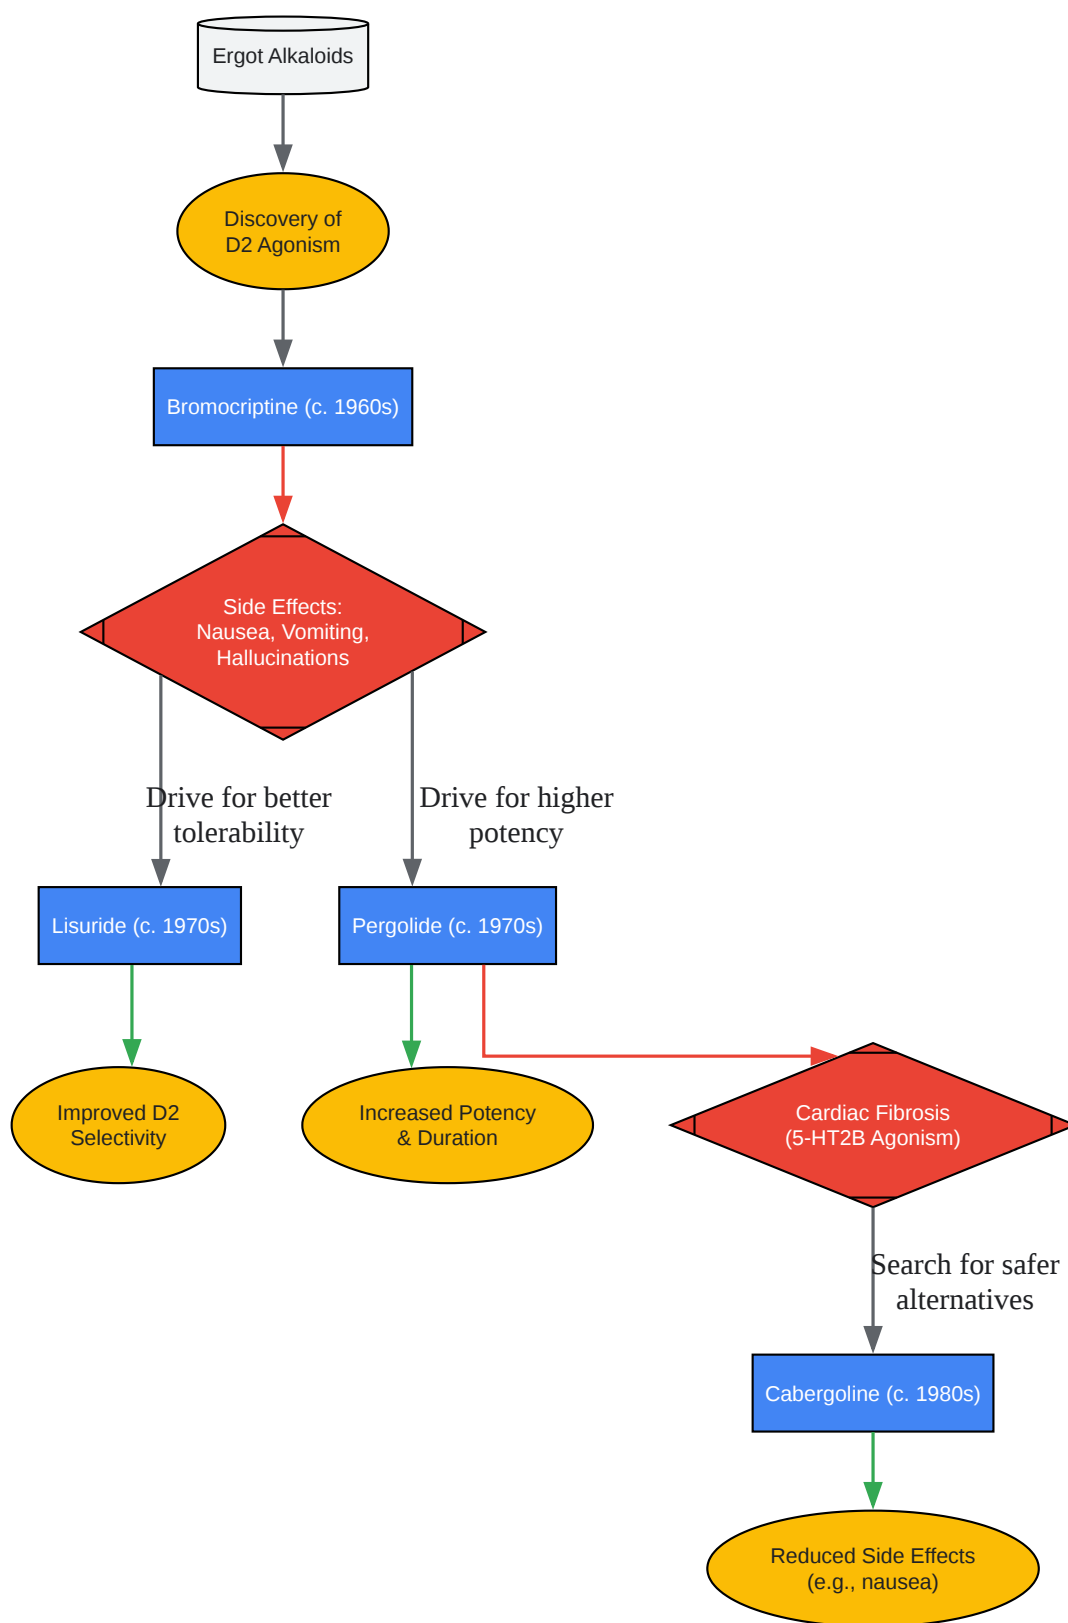 Ergot Alkaloids
Discovery of
D2 Agonism
Bromocriptine (c. 1960s)
Side Effects:
Nausea, Vomiting,
Hallucinations
Drive for better
tolerability
Drive for higher
potency
Lisuride (c. 1970s)
Pergolide (c. 1970s)
Improved D2
Selectivity
Increased Potency
& Duration
Cardiac Fibrosis
(5-HT2B Agonism)
Search for safer
alternatives
Cabergoline (c. 1980s)
Reduced Side Effects
(e.g., nausea)